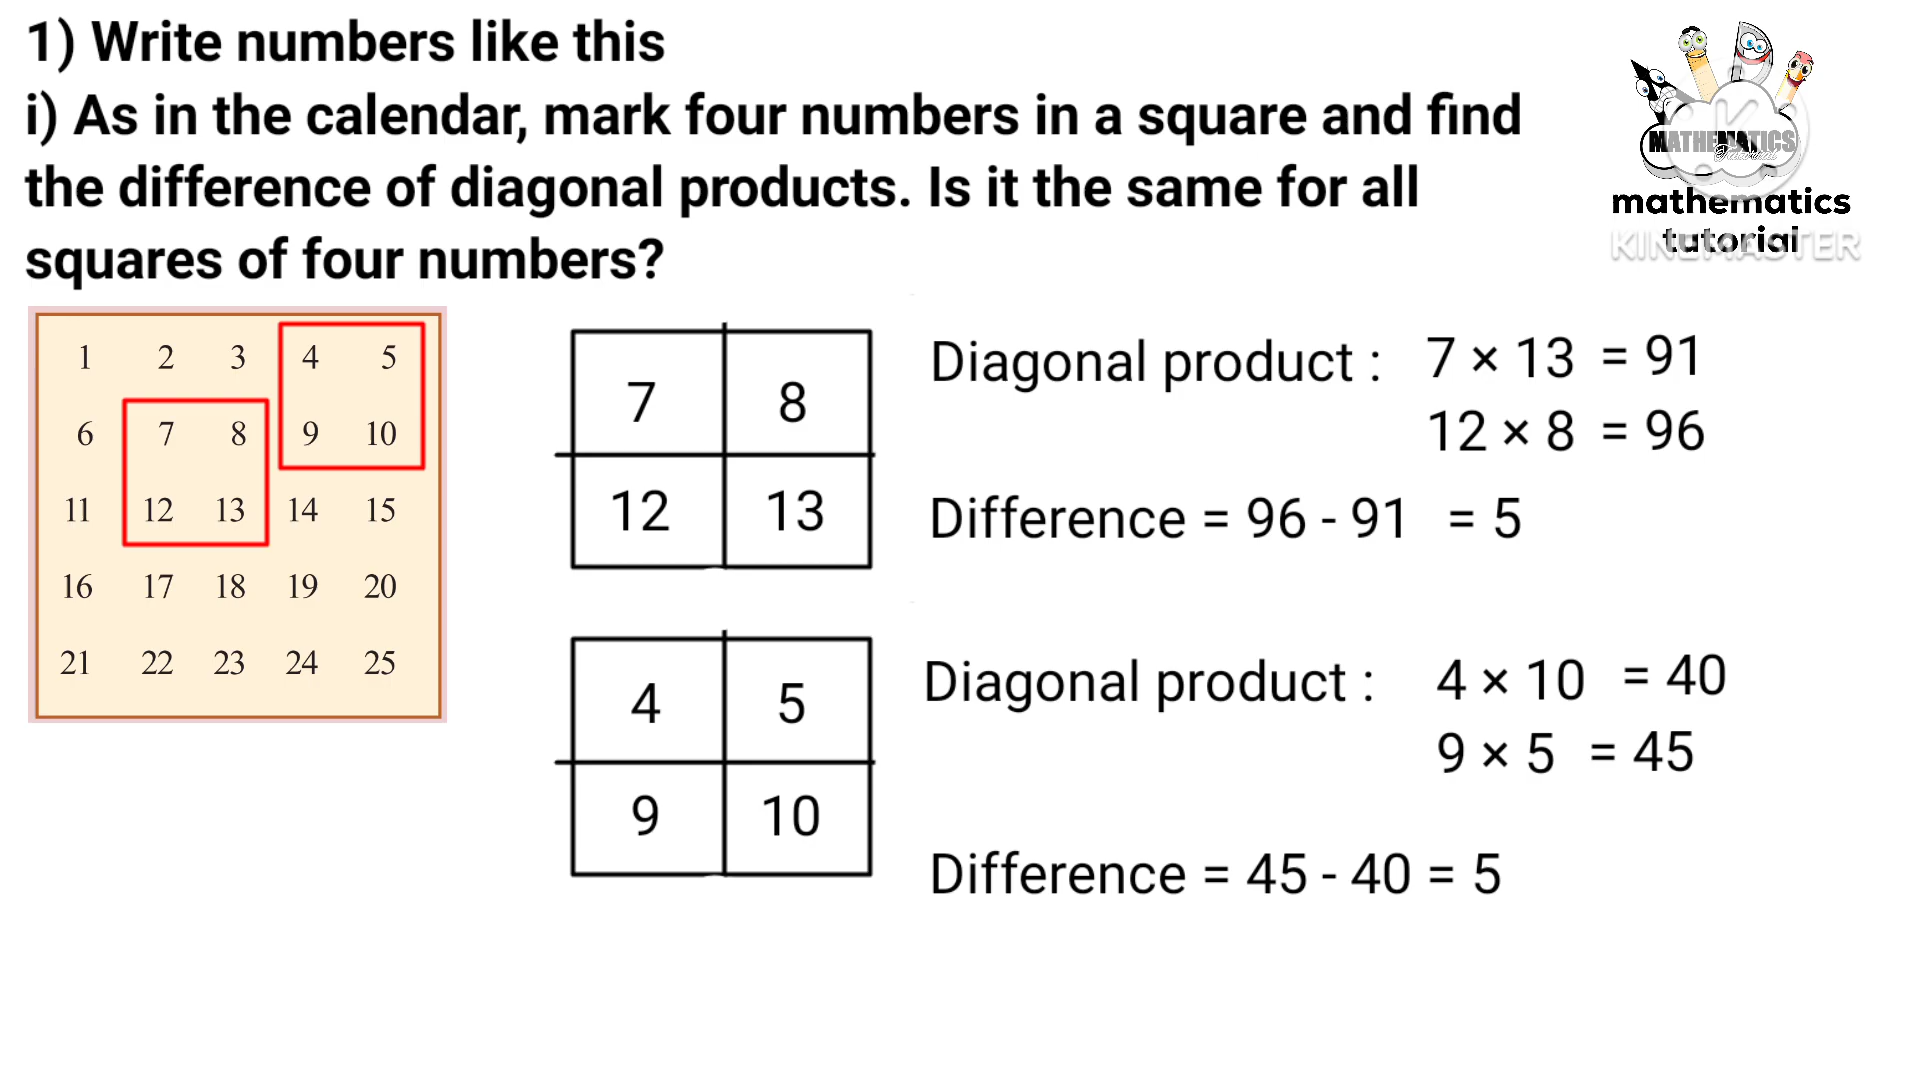 1) Write numbers like this
i) As in the calendar, mark four numbers in a square and find
the difference of diagonal products. Is it the same for all
squares of four numbers?
MATHEMATICS
Tutorial
mathematics
tutorial
KINEMASTER
1 2 3 4 5
6 7 8 9 10
11 12 13 14 15
16 17 18 19 20
21 22 23 24 25
7 8
12 13
Diagonal product : 7 × 13 = 91
12 × 8 = 96
Difference = 96 - 91 = 5
4 5
9 10
Diagonal product : 4 × 10 = 40
9 × 5 = 45
Difference = 45 - 40 = 5